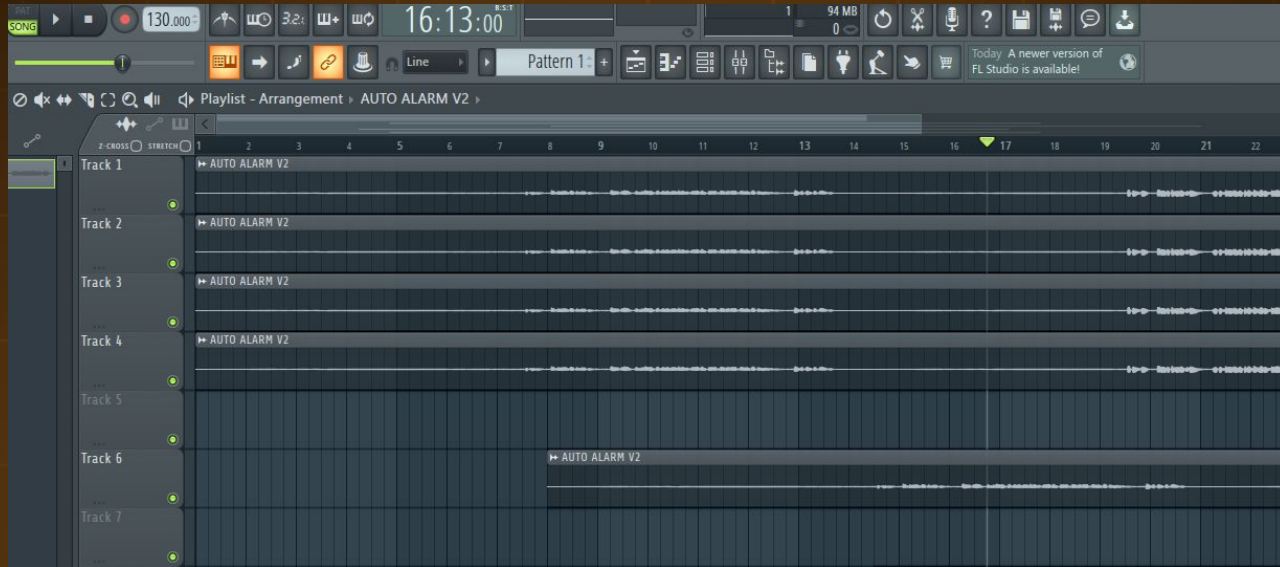 PAT
SONG
130.000
3.2.
16:13:00
B:S:T
1
94 MB
0
Line
Pattern 1
+
?
Today A newer version of
FL Studio is available!
Playlist - Arrangement ▸ AUTO ALARM V2 ▸
Z-CROSS STRETCH
1 2 3 4 5 6 7 8 9 10 11 12 13 14 15 16 17 18 19 20 21 22
Track 1
AUTO ALARM V2
Track 2
AUTO ALARM V2
Track 3
AUTO ALARM V2
Track 4
AUTO ALARM V2
Track 5
Track 6
AUTO ALARM V2
Track 7